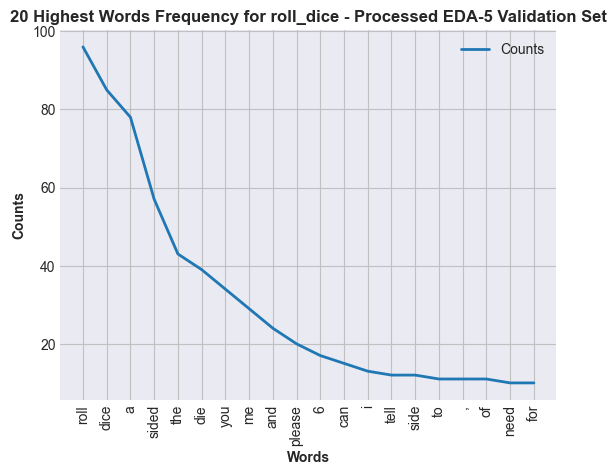 20 Highest Words Frequency for roll_dice - Processed EDA-5 Validation Set
Counts
100
80
60
40
20
Counts
roll
dice
a
sided
the
die
you
me
and
please
6
can
i
tell
side
to
,
of
need
for
Words